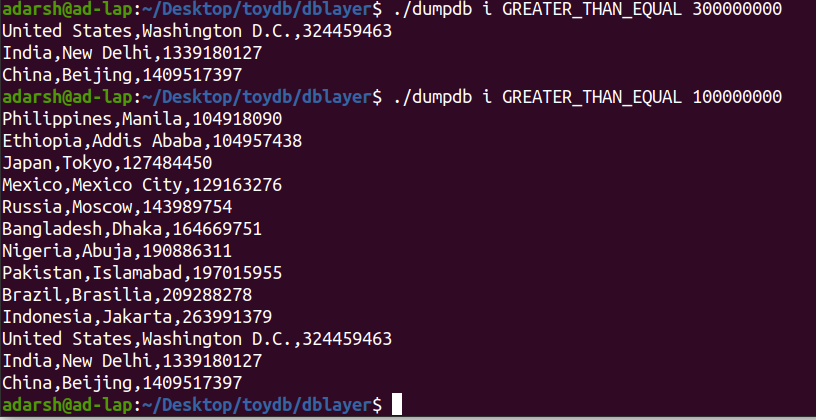 adarsh@ad-lap:~/Desktop/toydb/dblayer$ ./dumpdb i GREATER_THAN_EQUAL 300000000
United States,Washington D.C.,324459463
India,New Delhi,1339180127
China,Beijing,1409517397
adarsh@ad-lap:~/Desktop/toydb/dblayer$ ./dumpdb i GREATER_THAN_EQUAL 100000000
Philippines,Manila,104918090
Ethiopia,Addis Ababa,104957438
Japan,Tokyo,127484450
Mexico,Mexico City,129163276
Russia,Moscow,143989754
Bangladesh,Dhaka,164669751
Nigeria,Abuja,190886311
Pakistan,Islamabad,197015955
Brazil,Brasilia,209288278
Indonesia,Jakarta,263991379
United States,Washington D.C.,324459463
India,New Delhi,1339180127
China,Beijing,1409517397
adarsh@ad-lap:~/Desktop/toydb/dblayer$